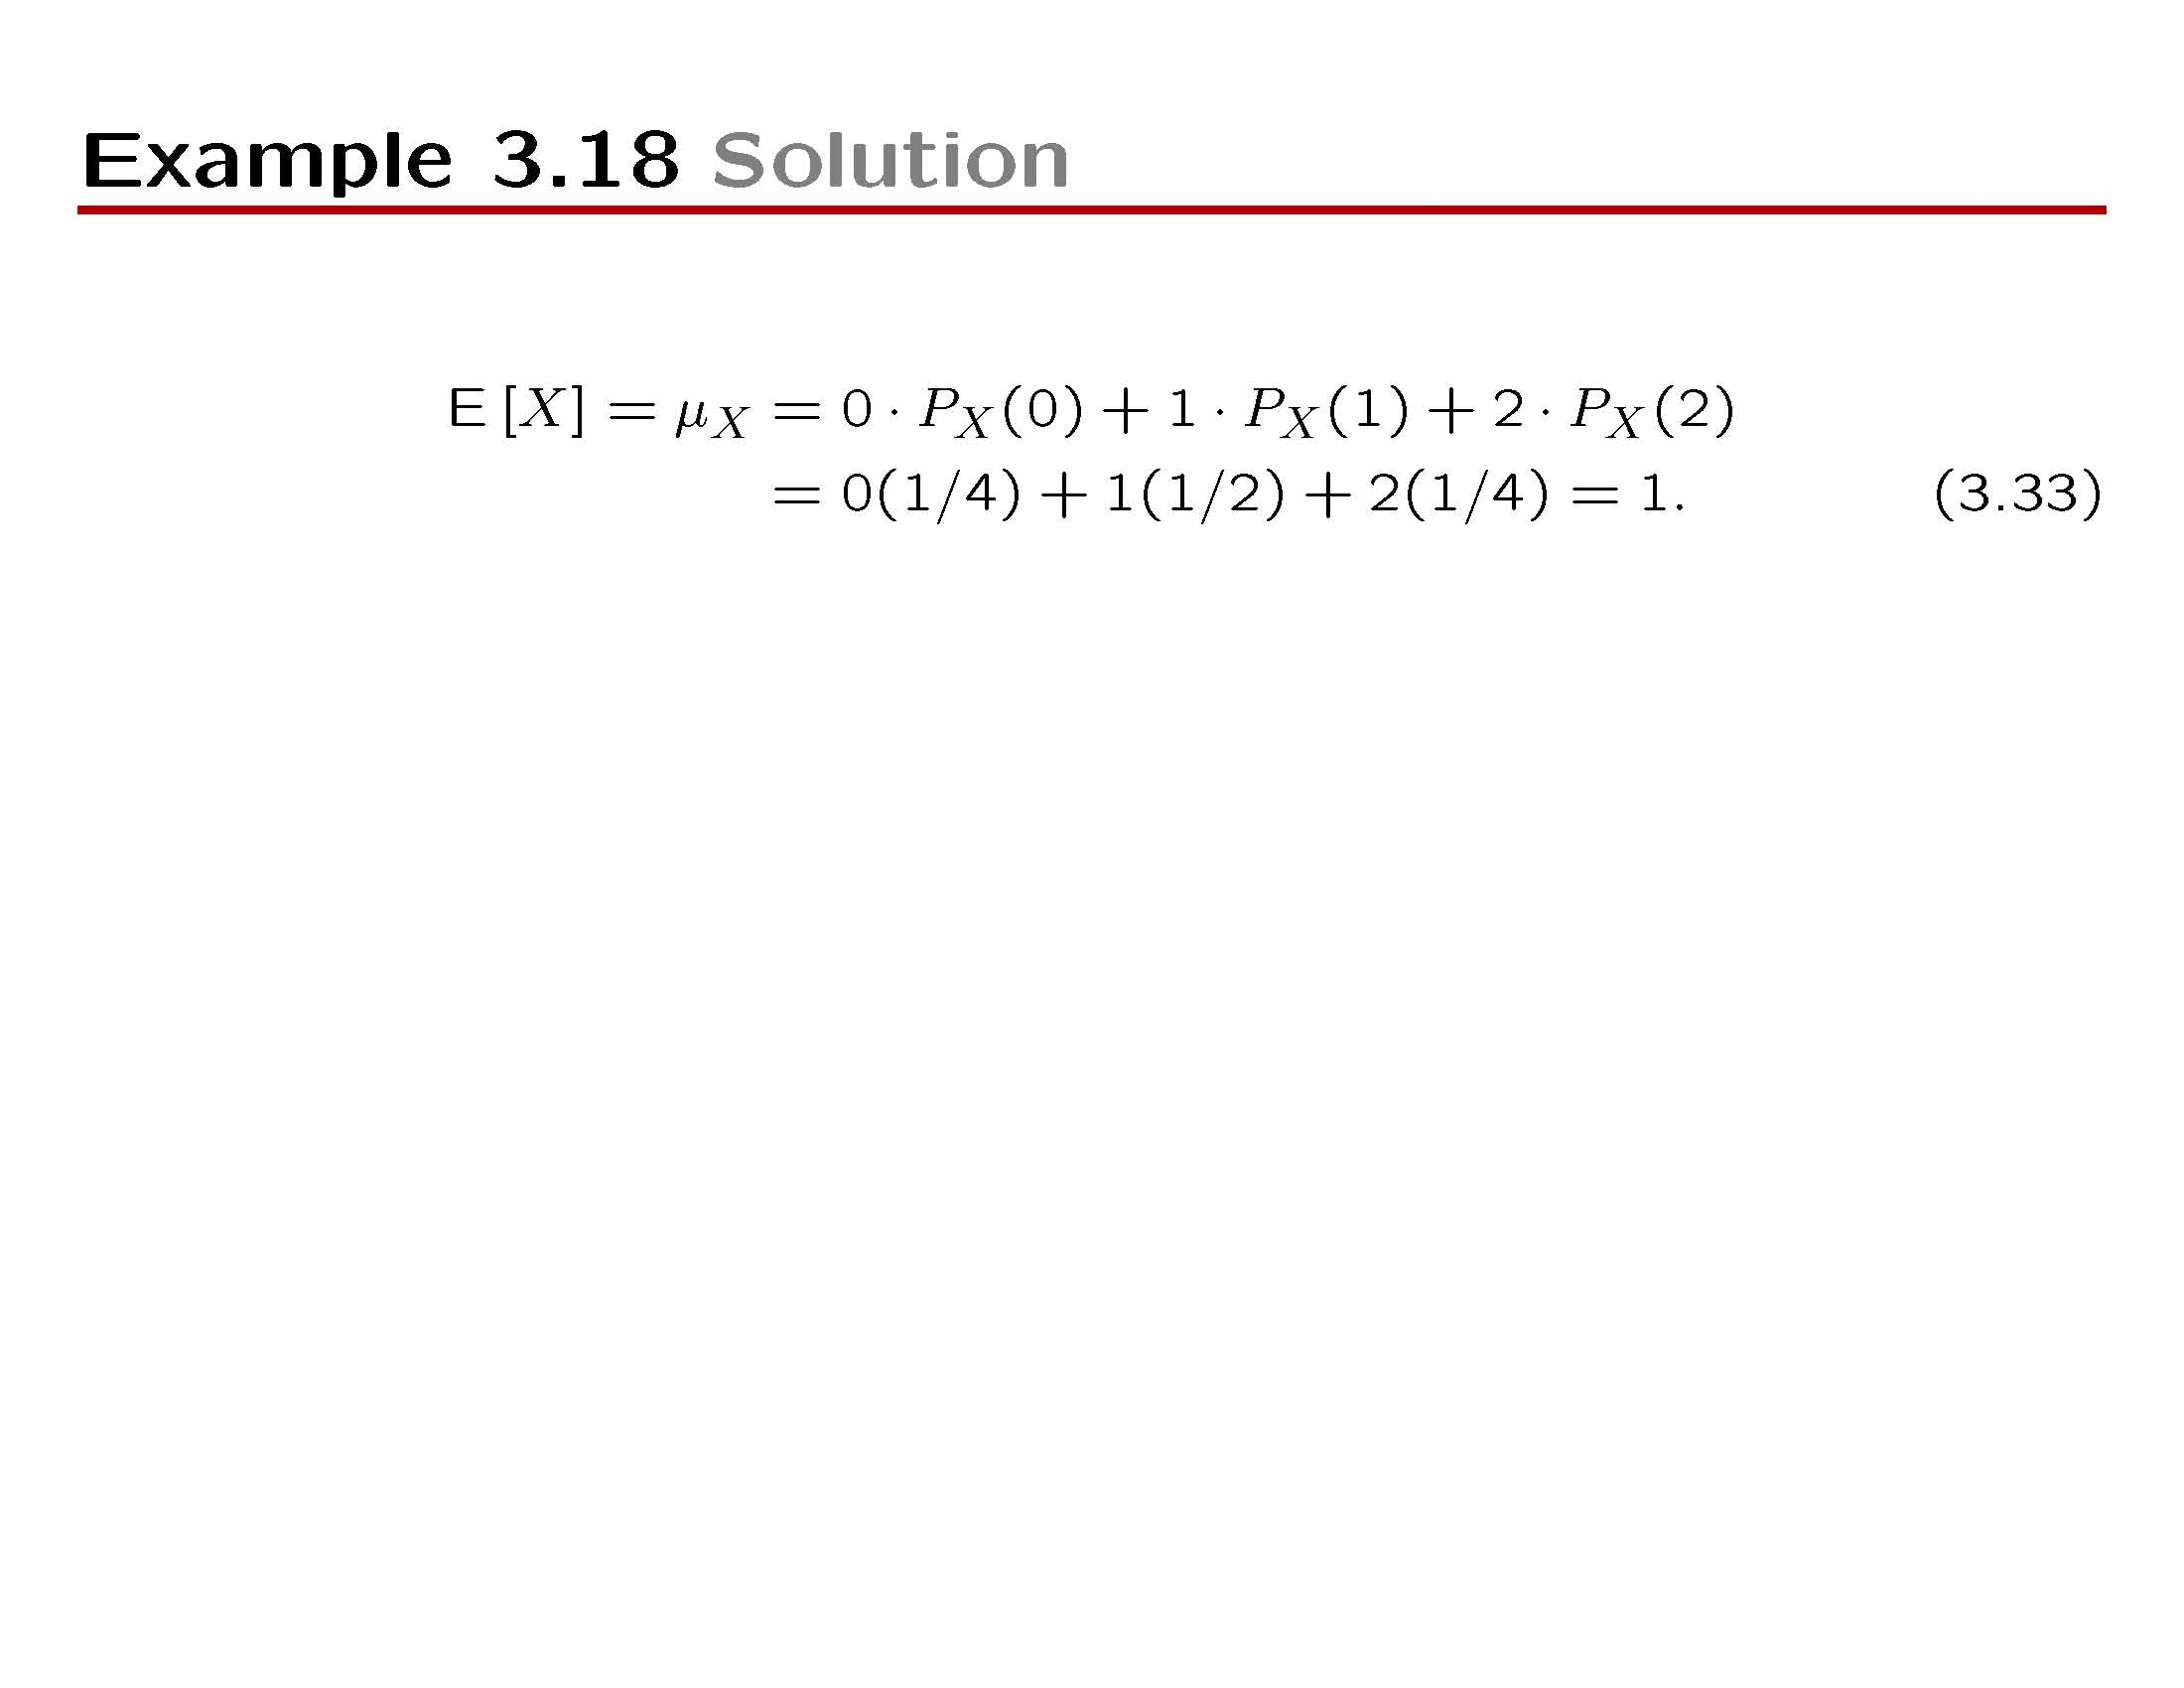 Example 3.18 Solution
E [X] = μ_X = 0 · P_X(0) + 1 · P_X(1) + 2 · P_X(2)
= 0(1/4) + 1(1/2) + 2(1/4) = 1. (3.33)